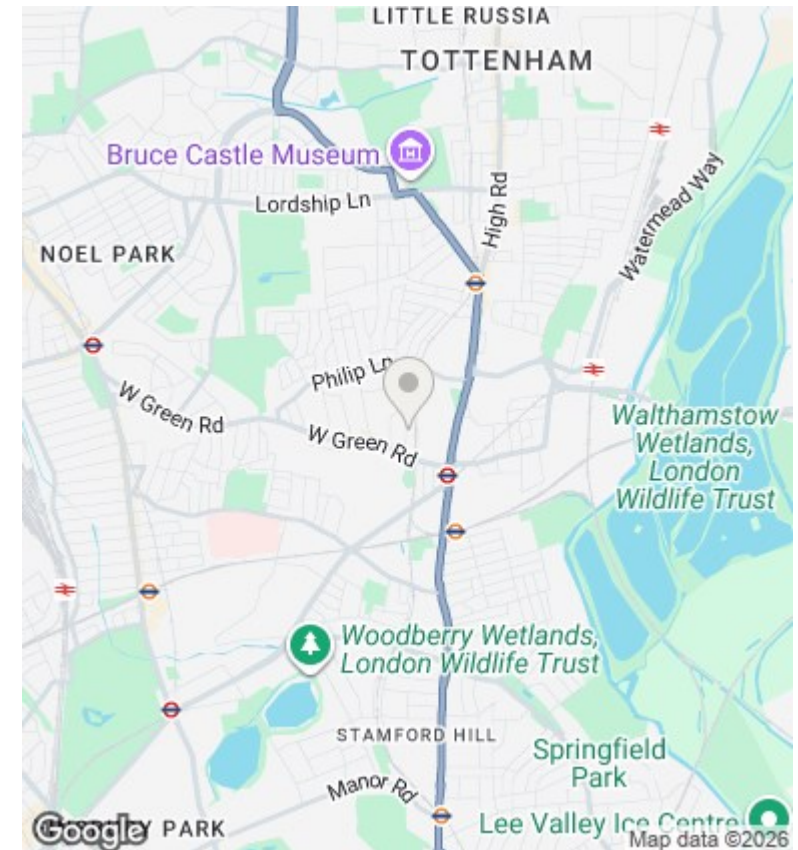 LITTLE RUSSIA
TOTTENHAM
Bruce Castle Museum
Lordship Ln
High Rd
Watermead Way
NOEL PARK
Philip Ln
W Green Rd
W Green Rd
Walthamstow
Wetlands,
London
Wildlife Trust
Woodberry Wetlands,
London Wildlife Trust
STAMFORD HILL
Springfield
Park
Manor Rd
Lee Valley Ice Centre
Google
PARK
Map data ©2026